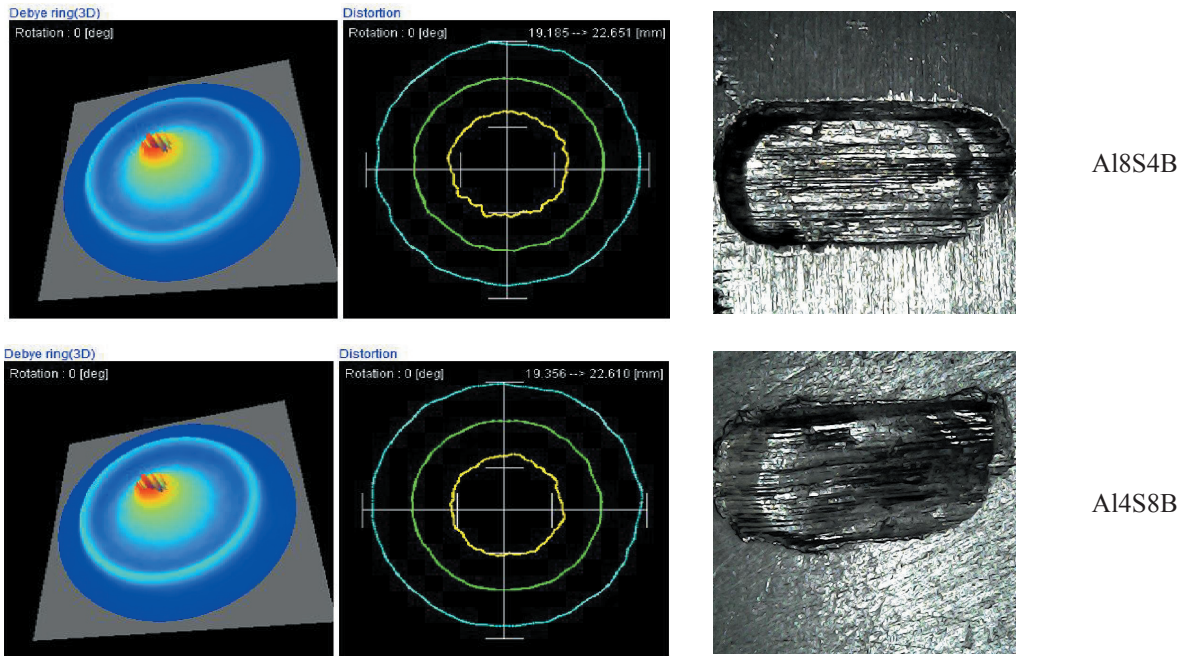 Debye ring(3D)
Rotation : 0 [deg]
Distortion
Rotation : 0 [deg]
19.185--> 22.651 [mm]
Al8S4B
Debye ring(3D)
Rotation : 0 [deg]
Distortion
Rotation : 0 [deg]
19.356 --> 22.610 [mm]
Al4S8B